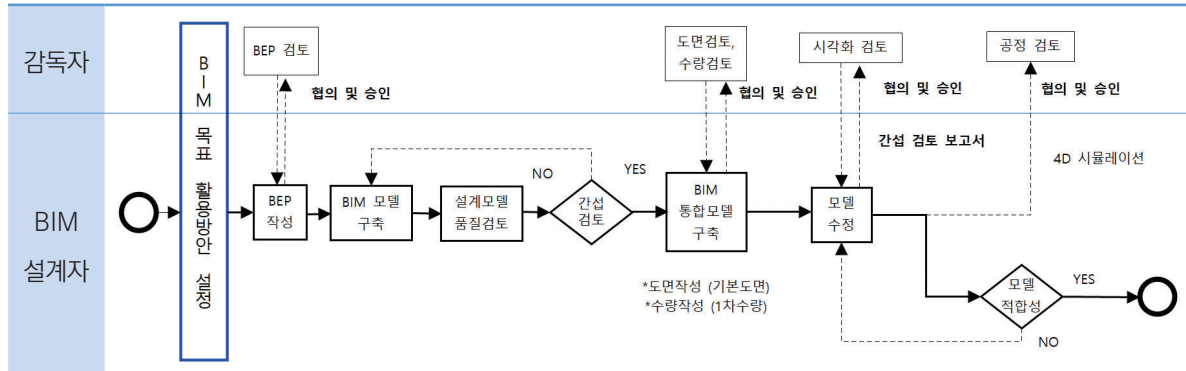 감독자
BIM
설계자
BIM 목표 활용방안 설정
BEP 검토
협의 및 승인
도면검토,
수량검토
협의 및 승인
시각화 검토
협의 및 승인
공정 검토
협의 및 승인
간섭 검토 보고서
4D 시뮬레이션
BEP
작성
BIM 모델
구축
설계모델
품질검토
NO
간섭
검토
YES
BIM
통합모델
구축
모델
수정
*도면작성 (기본도면)
*수량작성 (1차수량)
모델
적합성
YES
NO